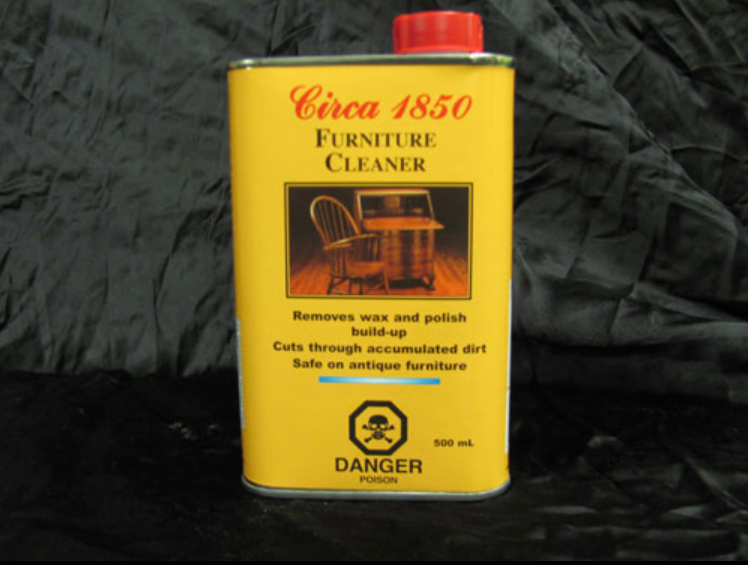 Circa 1850
FURNITURE
CLEANER
Removes wax and polish
build-up
Cuts through accumulated dirt
Safe on antique furniture
500 mL
DANGER
POISON